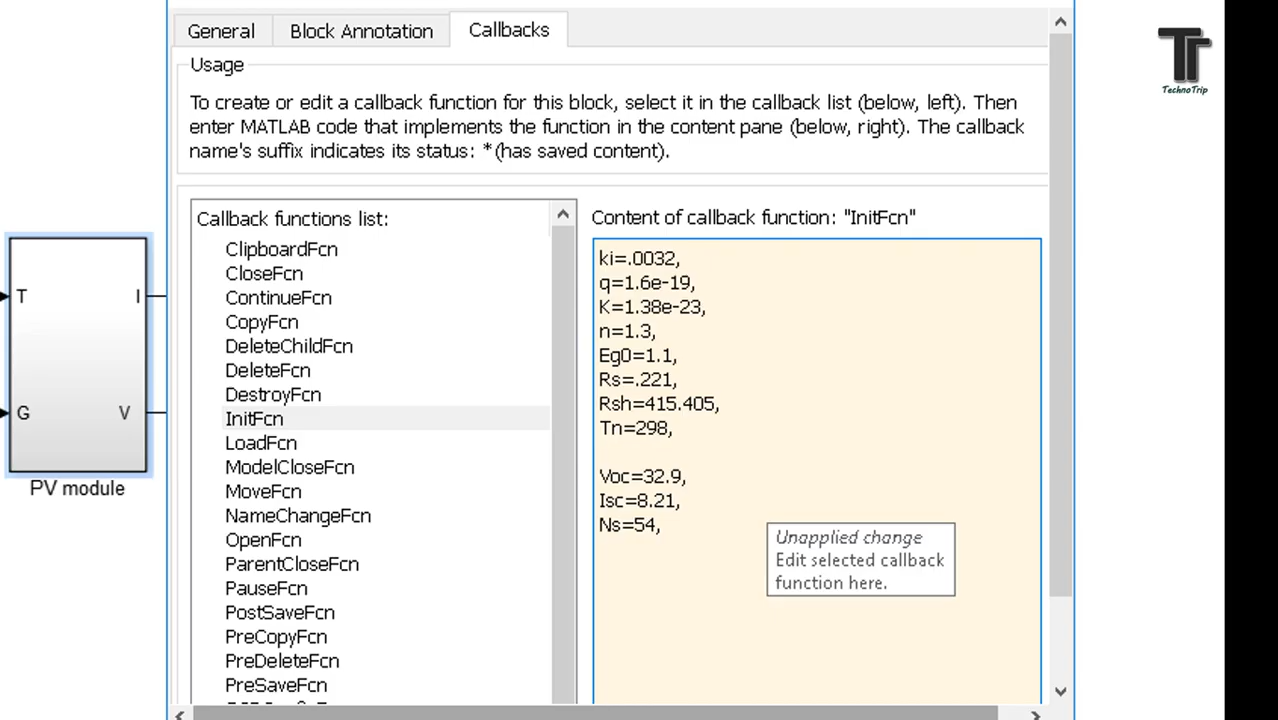 General
Block Annotation
Callbacks
Usage
To create or edit a callback function for this block, select it in the callback list (below, left). Then
enter MATLAB code that implements the function in the content pane (below, right). The callback
name's suffix indicates its status: *(has saved content).
Callback functions list:
ClipboardFcn
CloseFcn
ContinueFcn
CopyFcn
DeleteChildFcn
DeleteFcn
DestroyFcn
InitFcn
LoadFcn
ModelCloseFcn
MoveFcn
NameChangeFcn
OpenFcn
ParentCloseFcn
PauseFcn
PostSaveFcn
PreCopyFcn
PreDeleteFcn
PreSaveFcn
Content of callback function: "InitFcn"
ki=.0032,
q=1.6e-19,
K=1.38e-23,
n=1.3,
Eg0=1.1,
Rs=.221,
Rsh=415.405,
Tn=298,
Voc=32.9,
Isc=8.21,
Ns=54,
Unapplied change
Edit selected callback
function here.
T
I
G
V
PV module
TechnoTrip